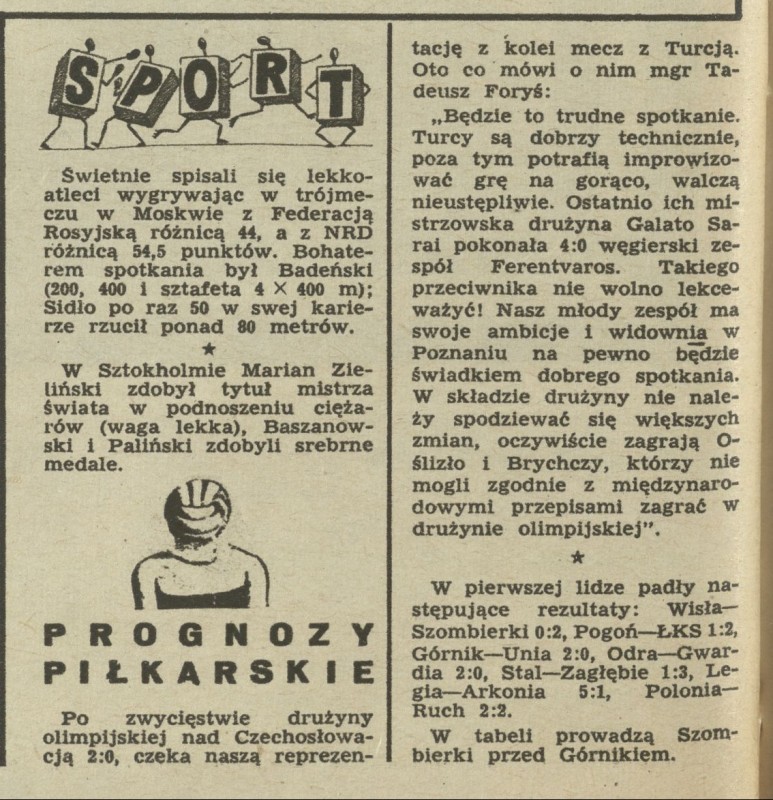 SPORT
Świetnie spisali się lekko-
atleci wygrywając w trójme-
czu w Moskwie z Federacją
Rosyjską różnicą 44, a z NRD
różnicą 54,5 punktów. Bohate-
rem spotkania był Badeński
(200, 400 i sztafeta 4 × 400 m);
Sidlo po raz 50 w swej karie-
rze rzucił ponad 80 metrów.
★
W Sztokholmie Marian Zie-
liński zdobył tytuł mistrza
świata w podnoszeniu cięża-
rów (waga lekka), Baszanow-
ski i Paliński zdobyli srebrne
medale.
PROGNOZY
PIŁKARSKIE
Po zwycięstwie drużyny
olimpijskiej nad Czechosłowa-
cją 2:0, czeka naszą reprezen-
tację z kolei mecz z Turcją.
Oto co mówi o nim mgr Ta-
deusz Foryś:
„Będzie to trudne spotkanie.
Turcy są dobrzy technicznie,
poza tym potrafią improwizo-
wać grę na gorąco, walczą
nieustępliwie. Ostatnio ich mi-
strzowska drużyna Galato Sa-
rai pokonała 4:0 węgierski ze-
spół Ferentvaros. Takiego
przeciwnika nie wolno lekce-
ważyć! Nasz młody zespół ma
swoje ambicje i widownia w
Poznaniu na pewno będzie
świadkiem dobrego spotkania.
W składzie drużyny nie nale-
ży spodziewać się większych
zmian, oczywiście zagrają O-
ślizło i Brychczy, którzy nie
mogli zgodnie z międzynaro-
dowymi przepisami zagrać w
drużynie olimpijskiej”.
★
W pierwszej lidze padły na-
stępujące rezultaty: Wisła—
Szombierki 0:2, Pogoń—ŁKS 1:2,
Górnik—Unia 2:0, Odra—Gwar-
dia 2:0, Stal—Zagłębie 1:3, Le-
gia—Arkonia 5:1, Polonia—
Ruch 2:2.
W tabeli prowadzą Szom-
bierki przed Górnikiem.